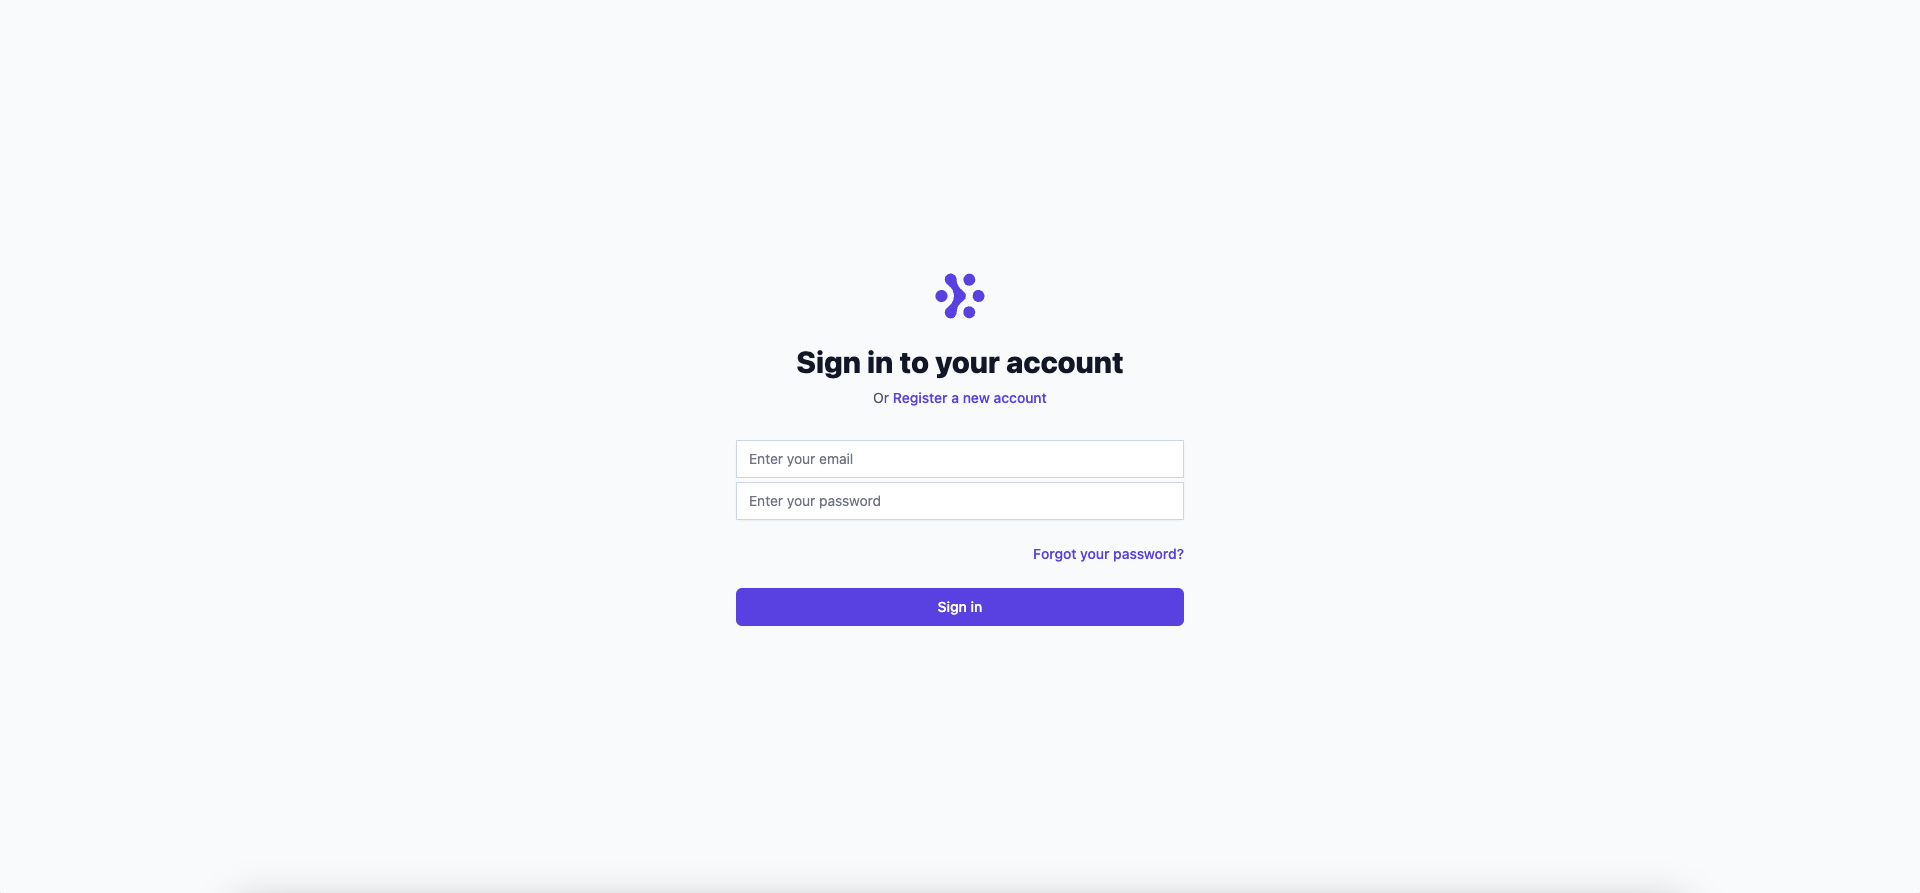 Sign in to your account
Or Register a new account
Enter your email
Enter your password
Forgot your password?
Sign in